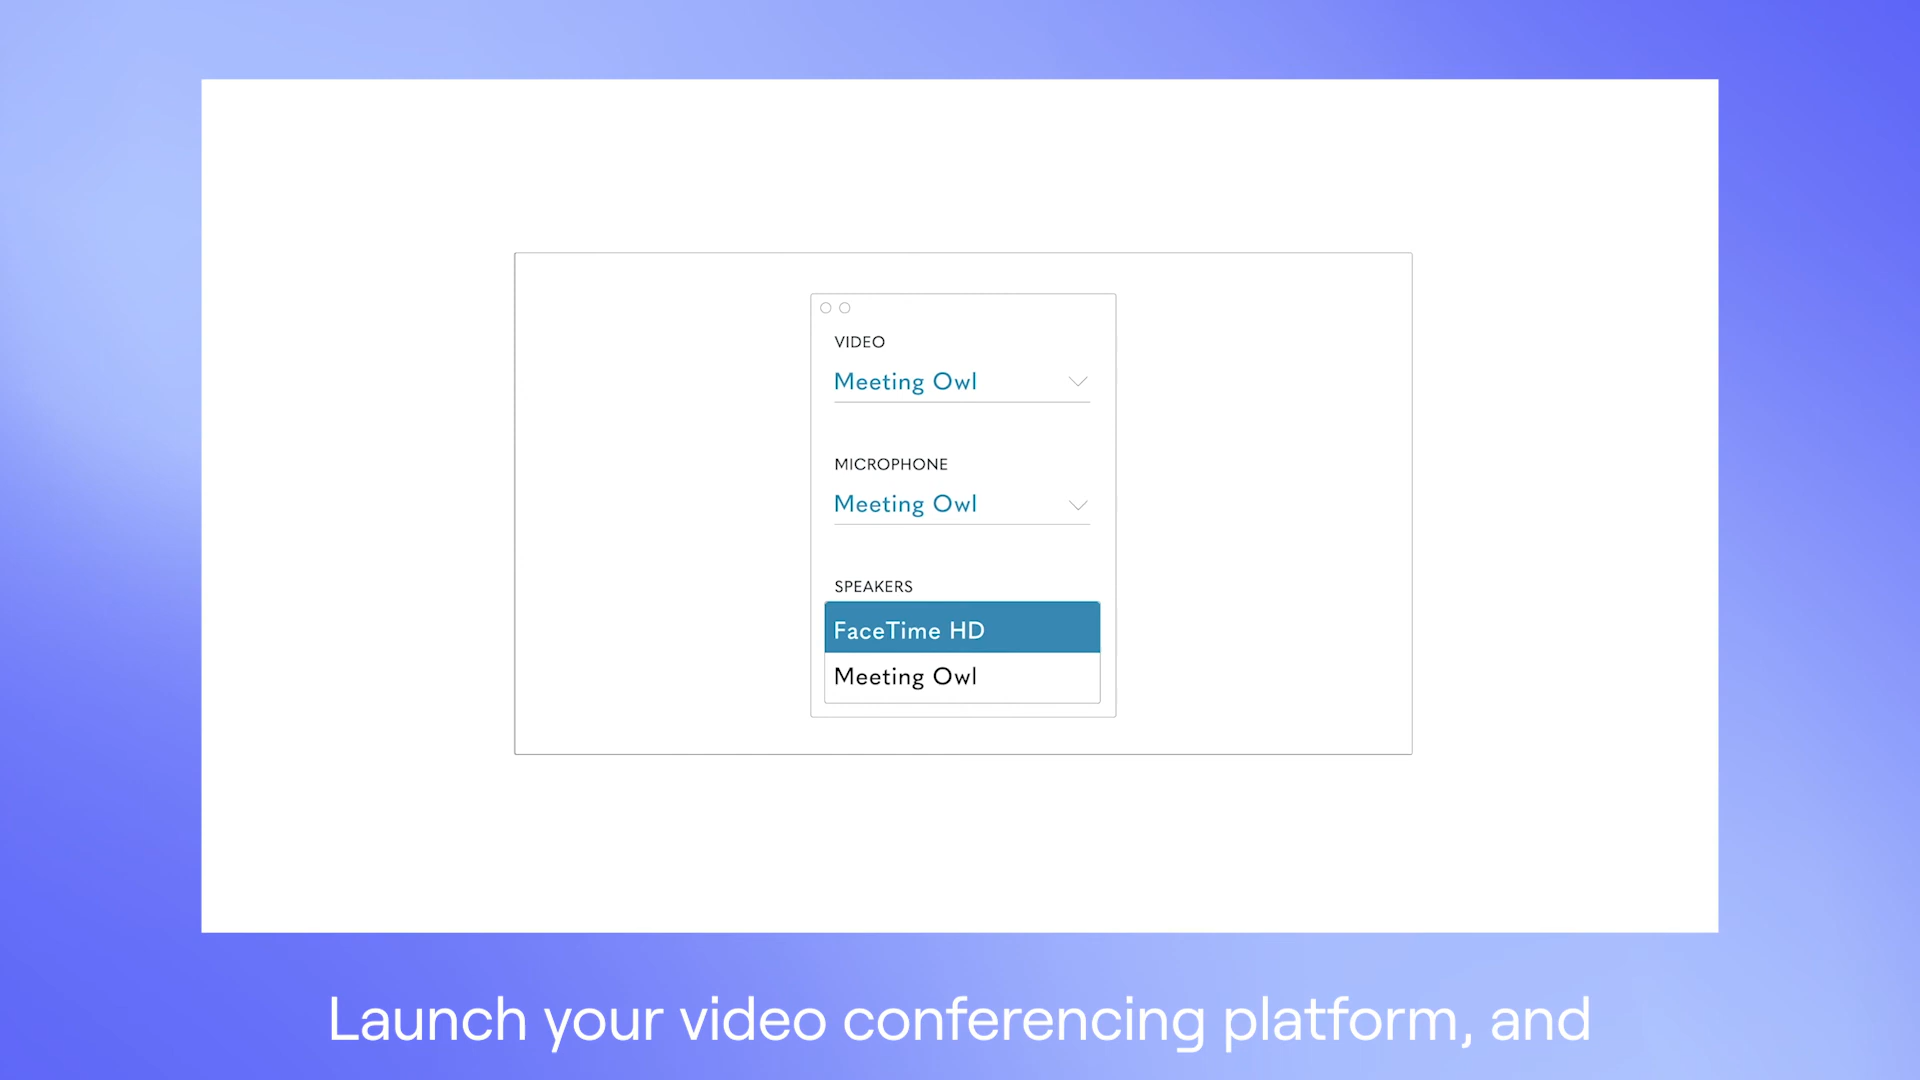 VIDEO
Meeting Owl
MICROPHONE
Meeting Owl
SPEAKERS
FaceTime HD
Meeting Owl
Launch your video conferencing platform, and